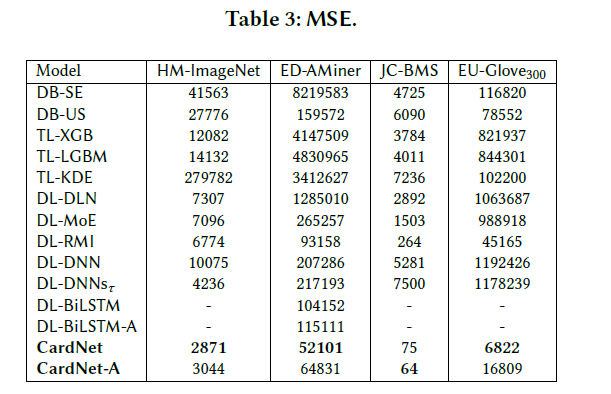 Table 3: MSE.
Model HM-ImageNet ED-AMiner JC-BMS EU-Glove300
DB-SE 41563 8219583 4725 116820
DB-US 27776 159572 6090 78552
TL-XGB 12082 4147509 3784 821937
TL-LGBM 14132 4830965 4011 844301
TL-KDE 279782 3412627 7236 102200
DL-DLN 7307 1285010 2892 1063687
DL-MoE 7096 265257 1503 988918
DL-RMI 6774 93158 264 45165
DL-DNN 10075 207286 5281 1192426
DL-DNNsτ 4236 217193 7500 1178239
DL-BiLSTM - 104152 - -
DL-BiLSTM-A - 115111 - -
CardNet 2871 52101 75 6822
CardNet-A 3044 64831 64 16809